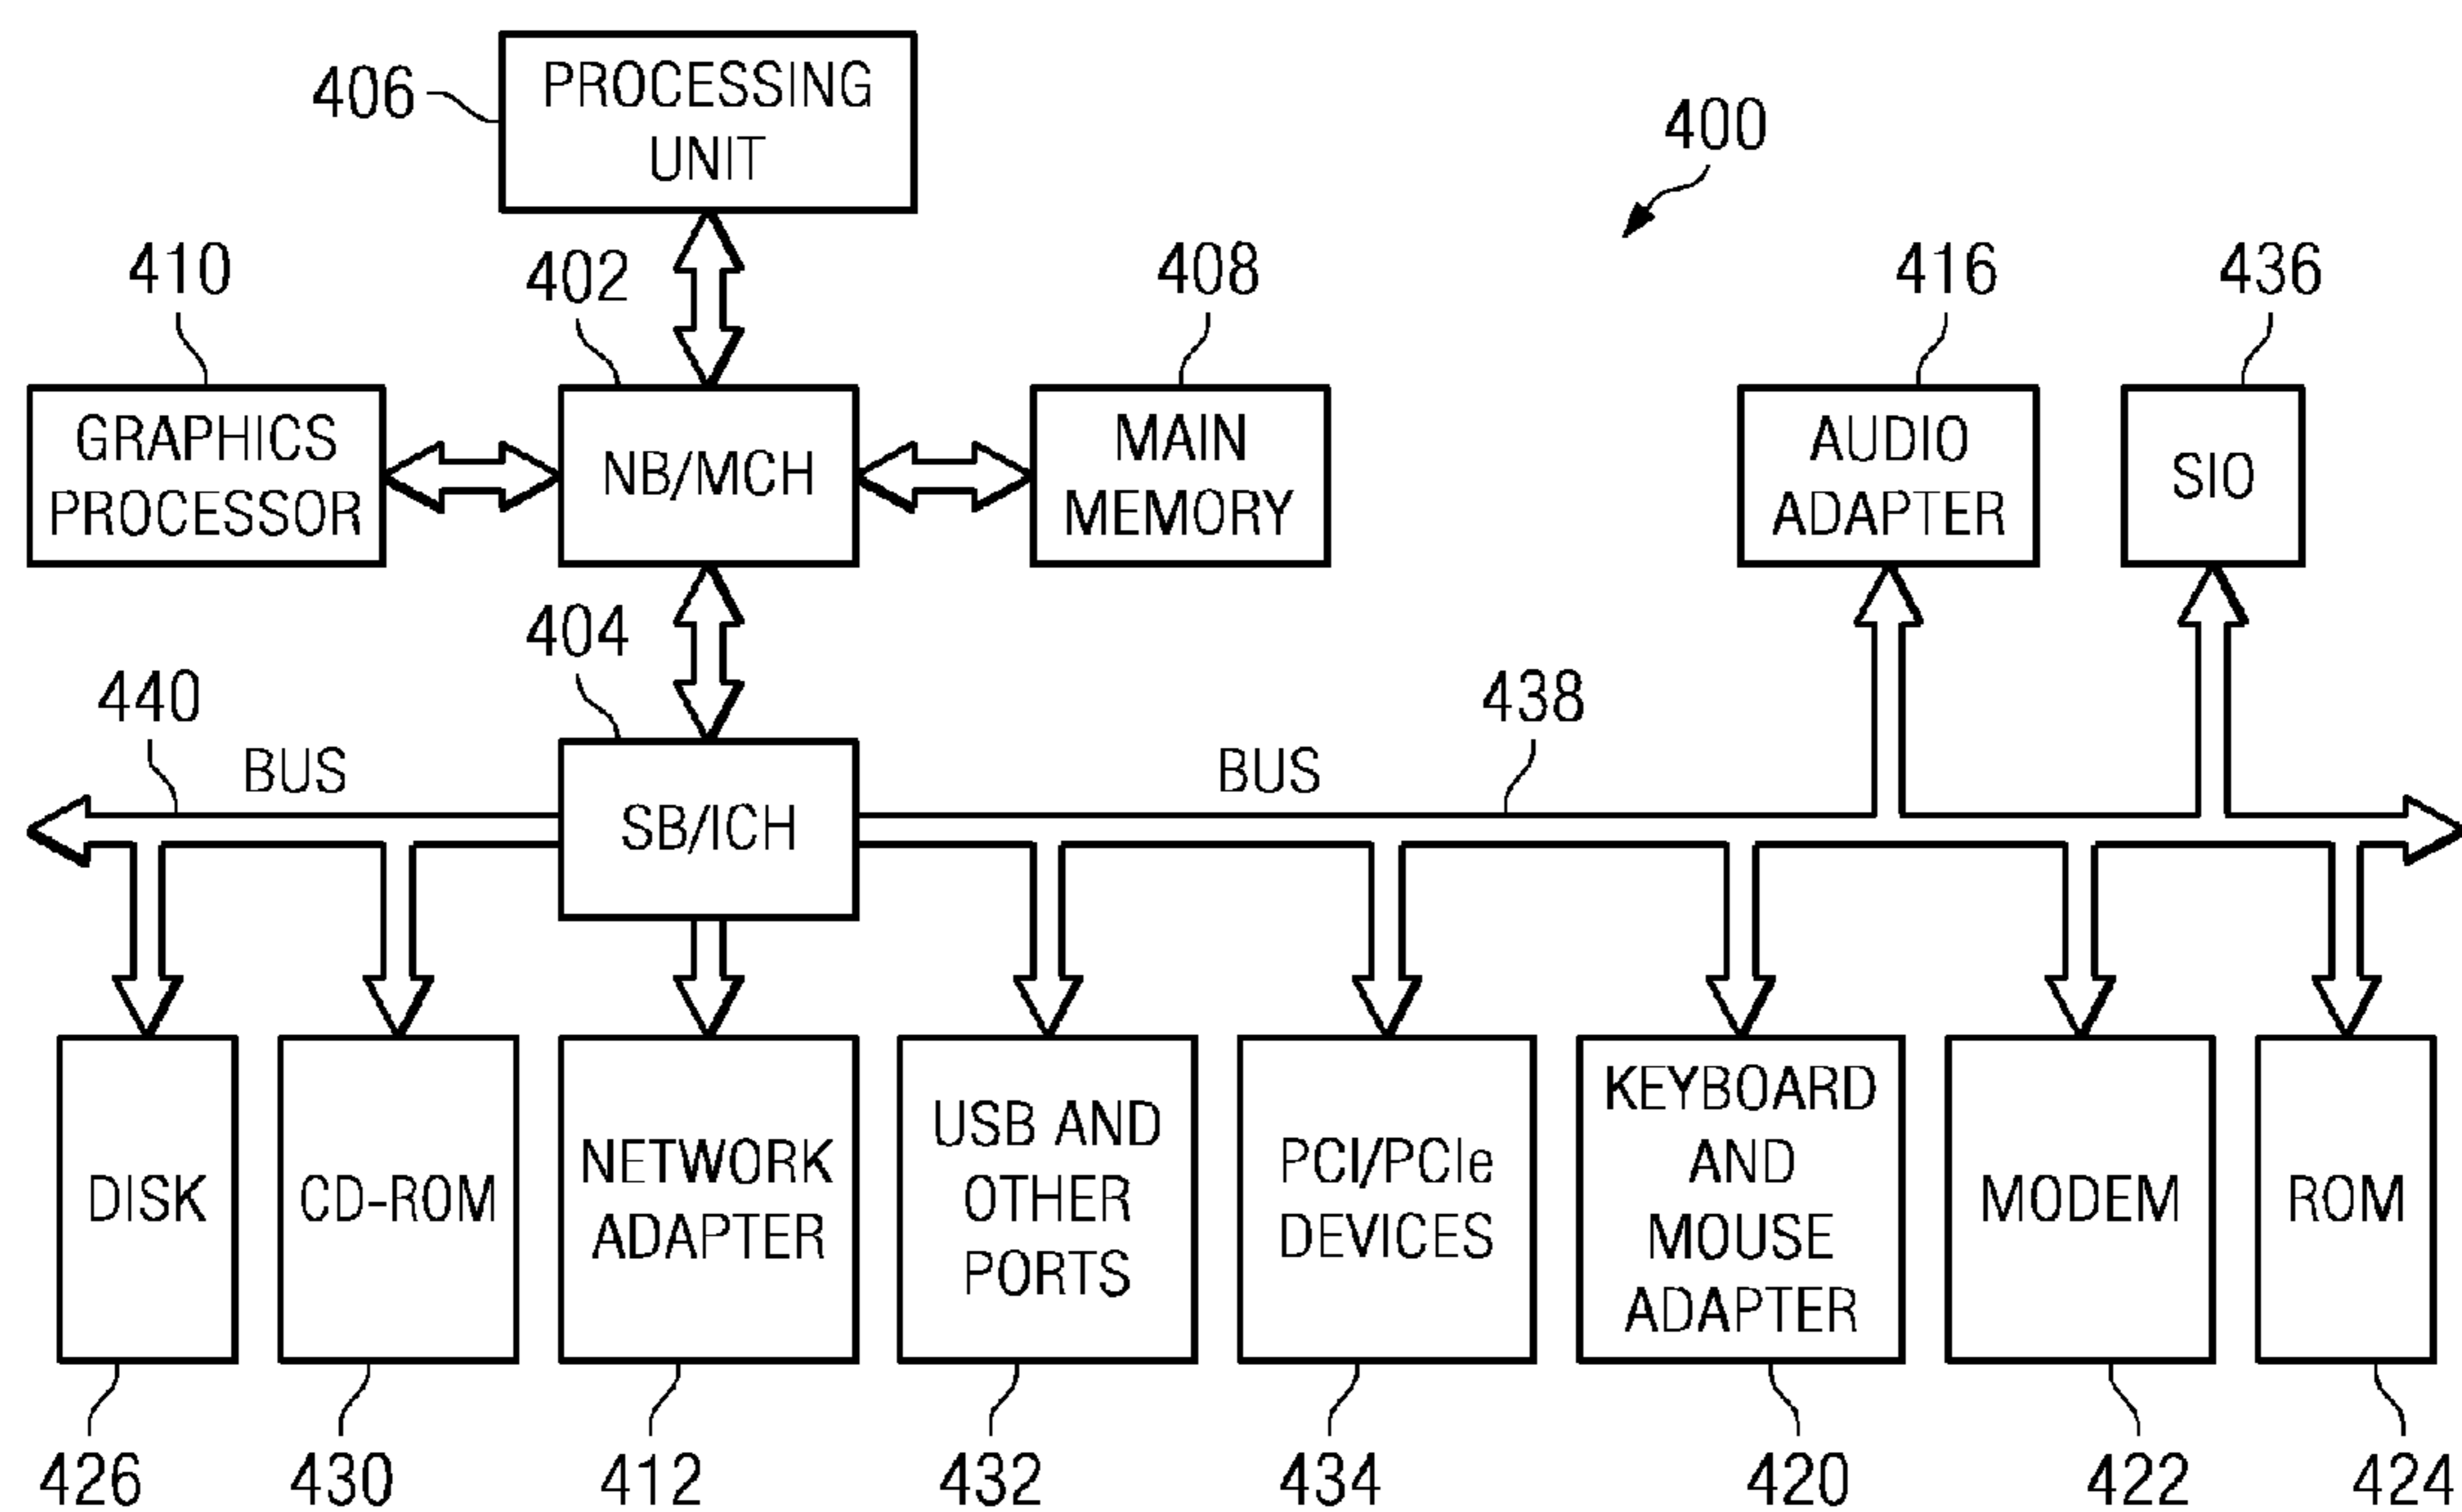 406
PROCESSING
UNIT
400
410
402
408
416
436
GRAPHICS
PROCESSOR
NB/MCH
MAIN
MEMORY
AUDIO
ADAPTER
SIO
404
440
BUS
SB/ICH
BUS
438
DISK
CD-ROM
NETWORK
ADAPTER
USB AND
OTHER
PORTS
PCI/PCIe
DEVICES
KEYBOARD
AND
MOUSE
ADAPTER
MODEM
ROM
426
430
412
432
434
420
422
424